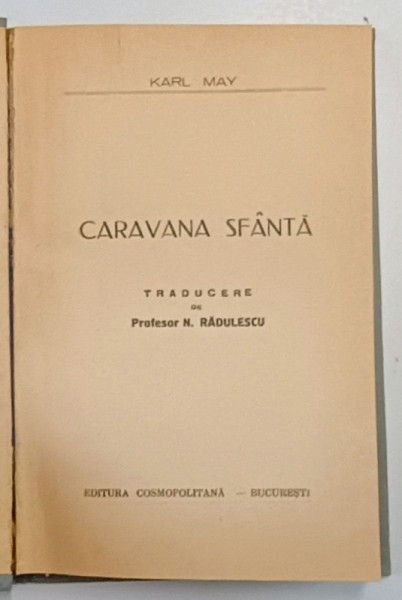 KARL MAY
CARAVANA SFÂNTĂ
TRADUCERE
DE
Profesor N. RĂDULESCU
EDITURA COSMOPOLITANĂ — BUCUREȘTI